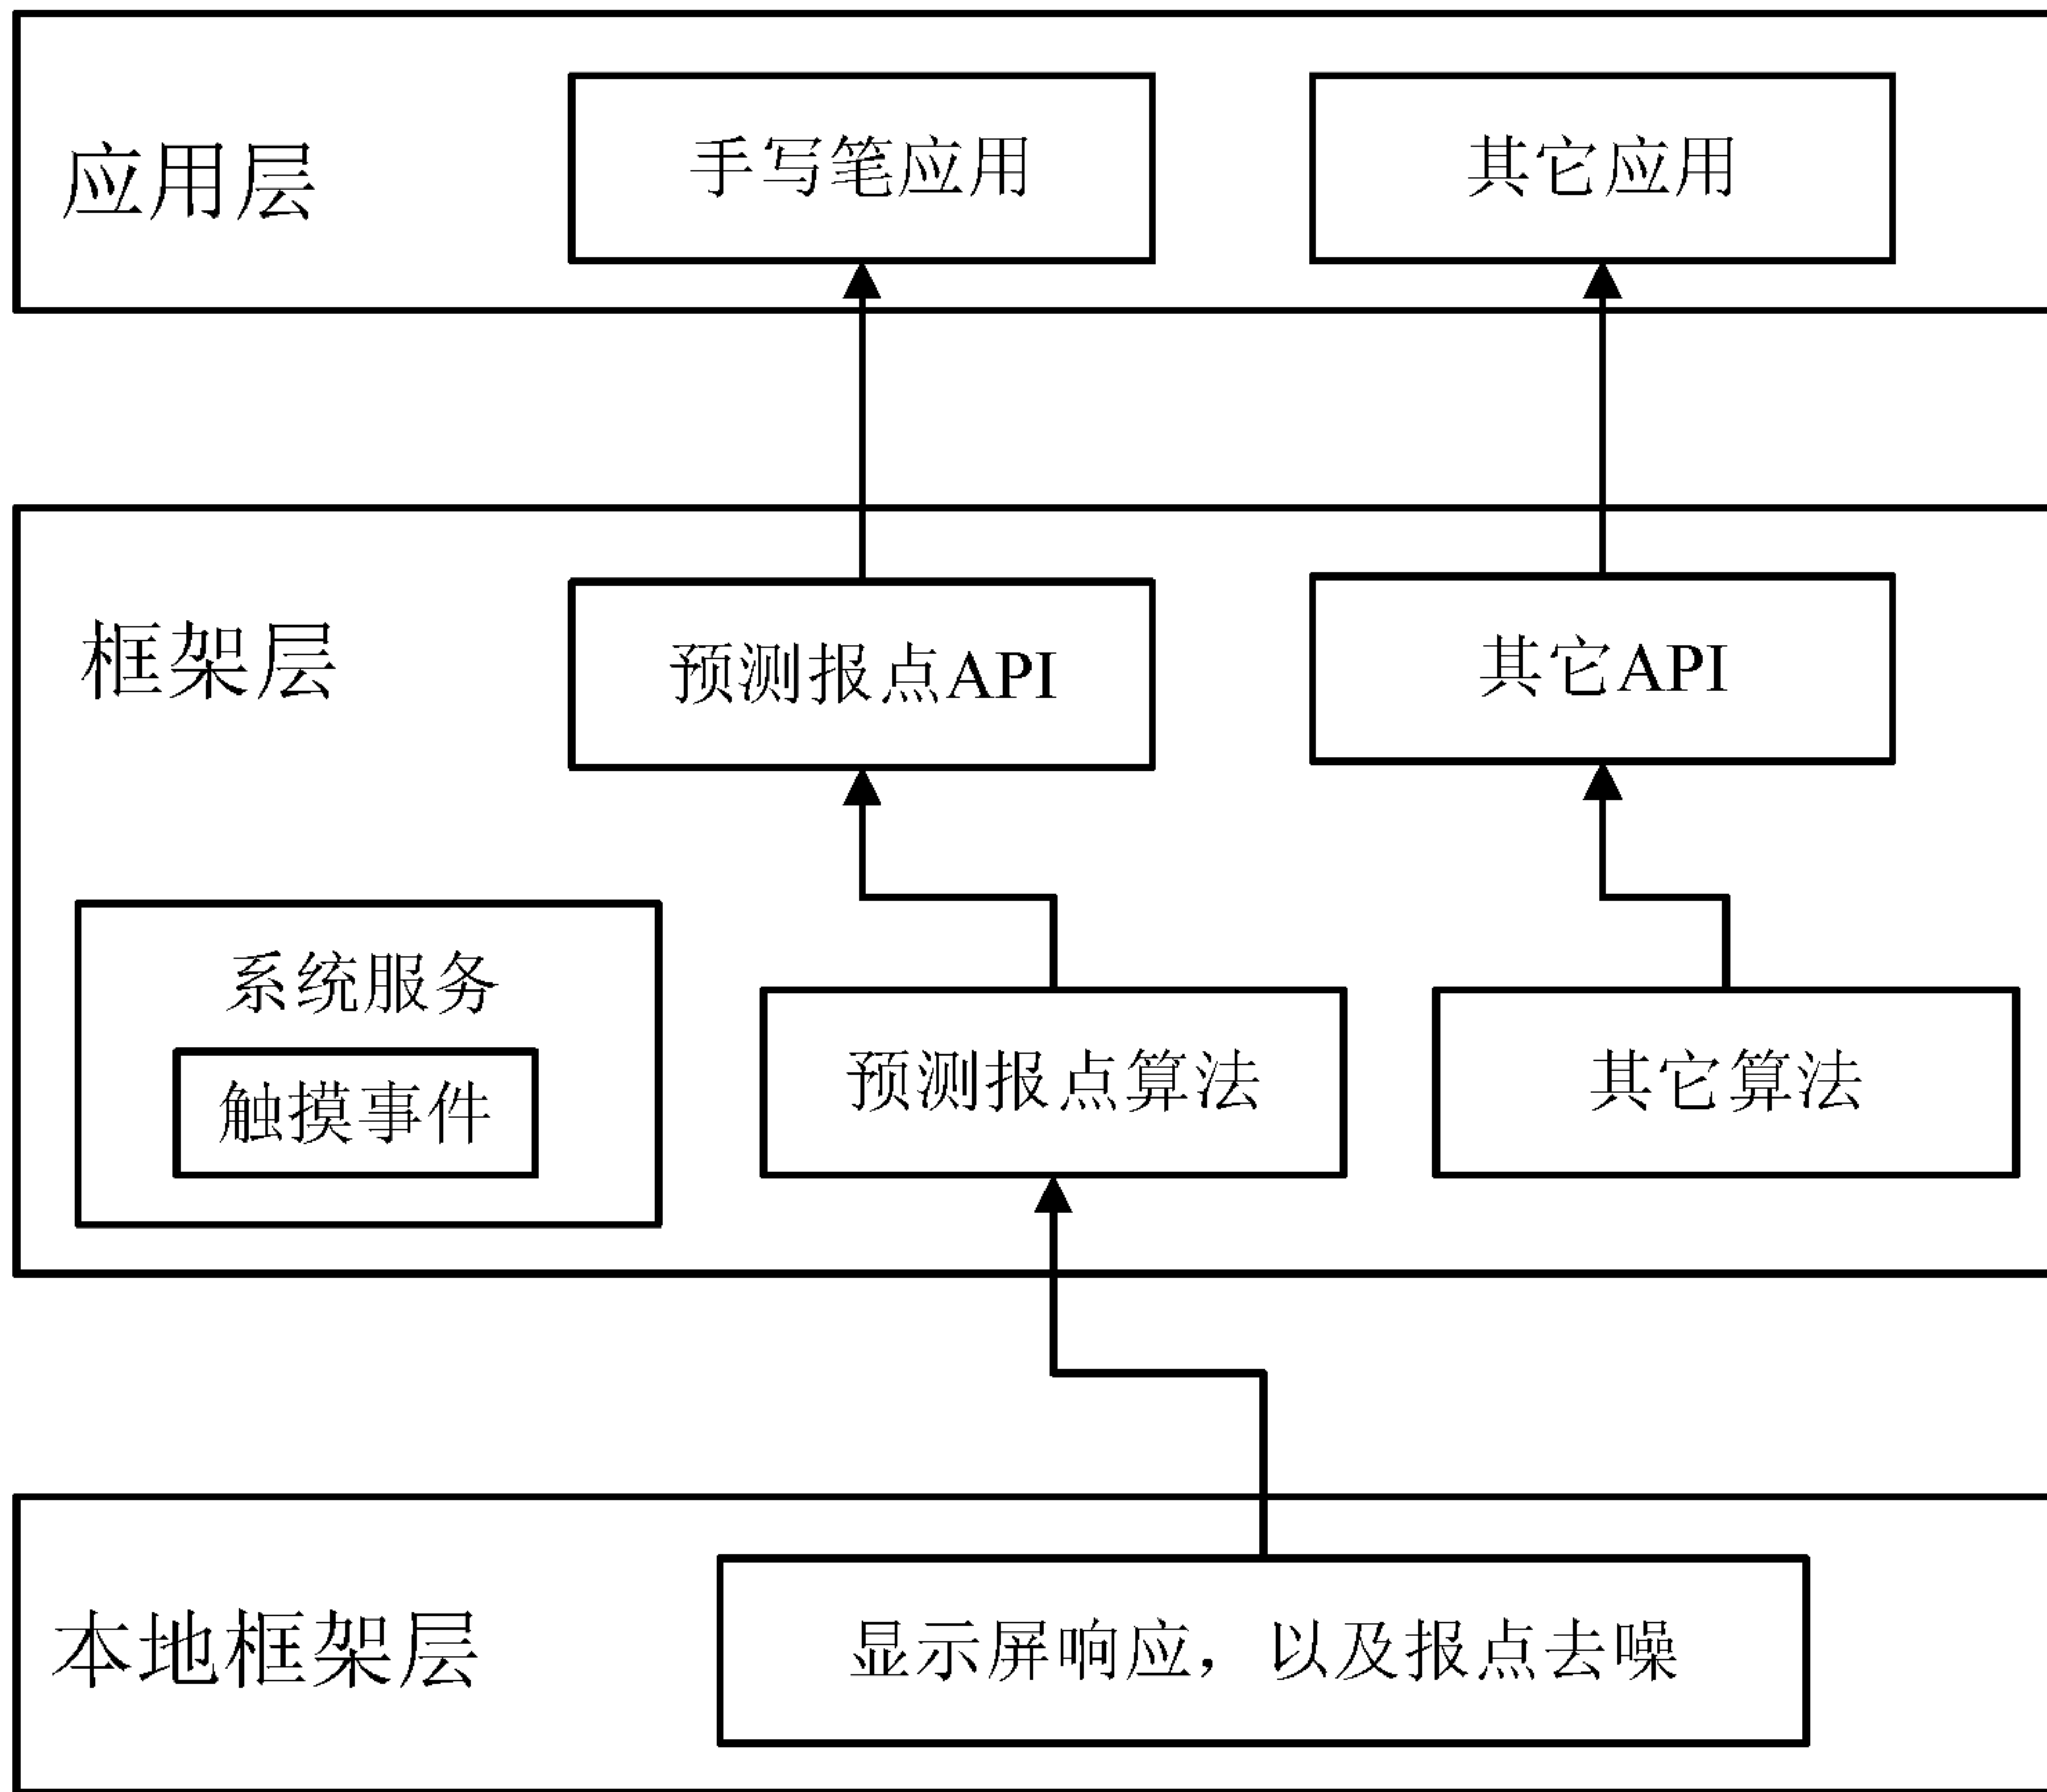 应用层
手写笔应用
其它应用
框架层
预测报点API
其它API
系统服务
触摸事件
预测报点算法
其它算法
本地框架层
显示屏响应，以及报点去噪